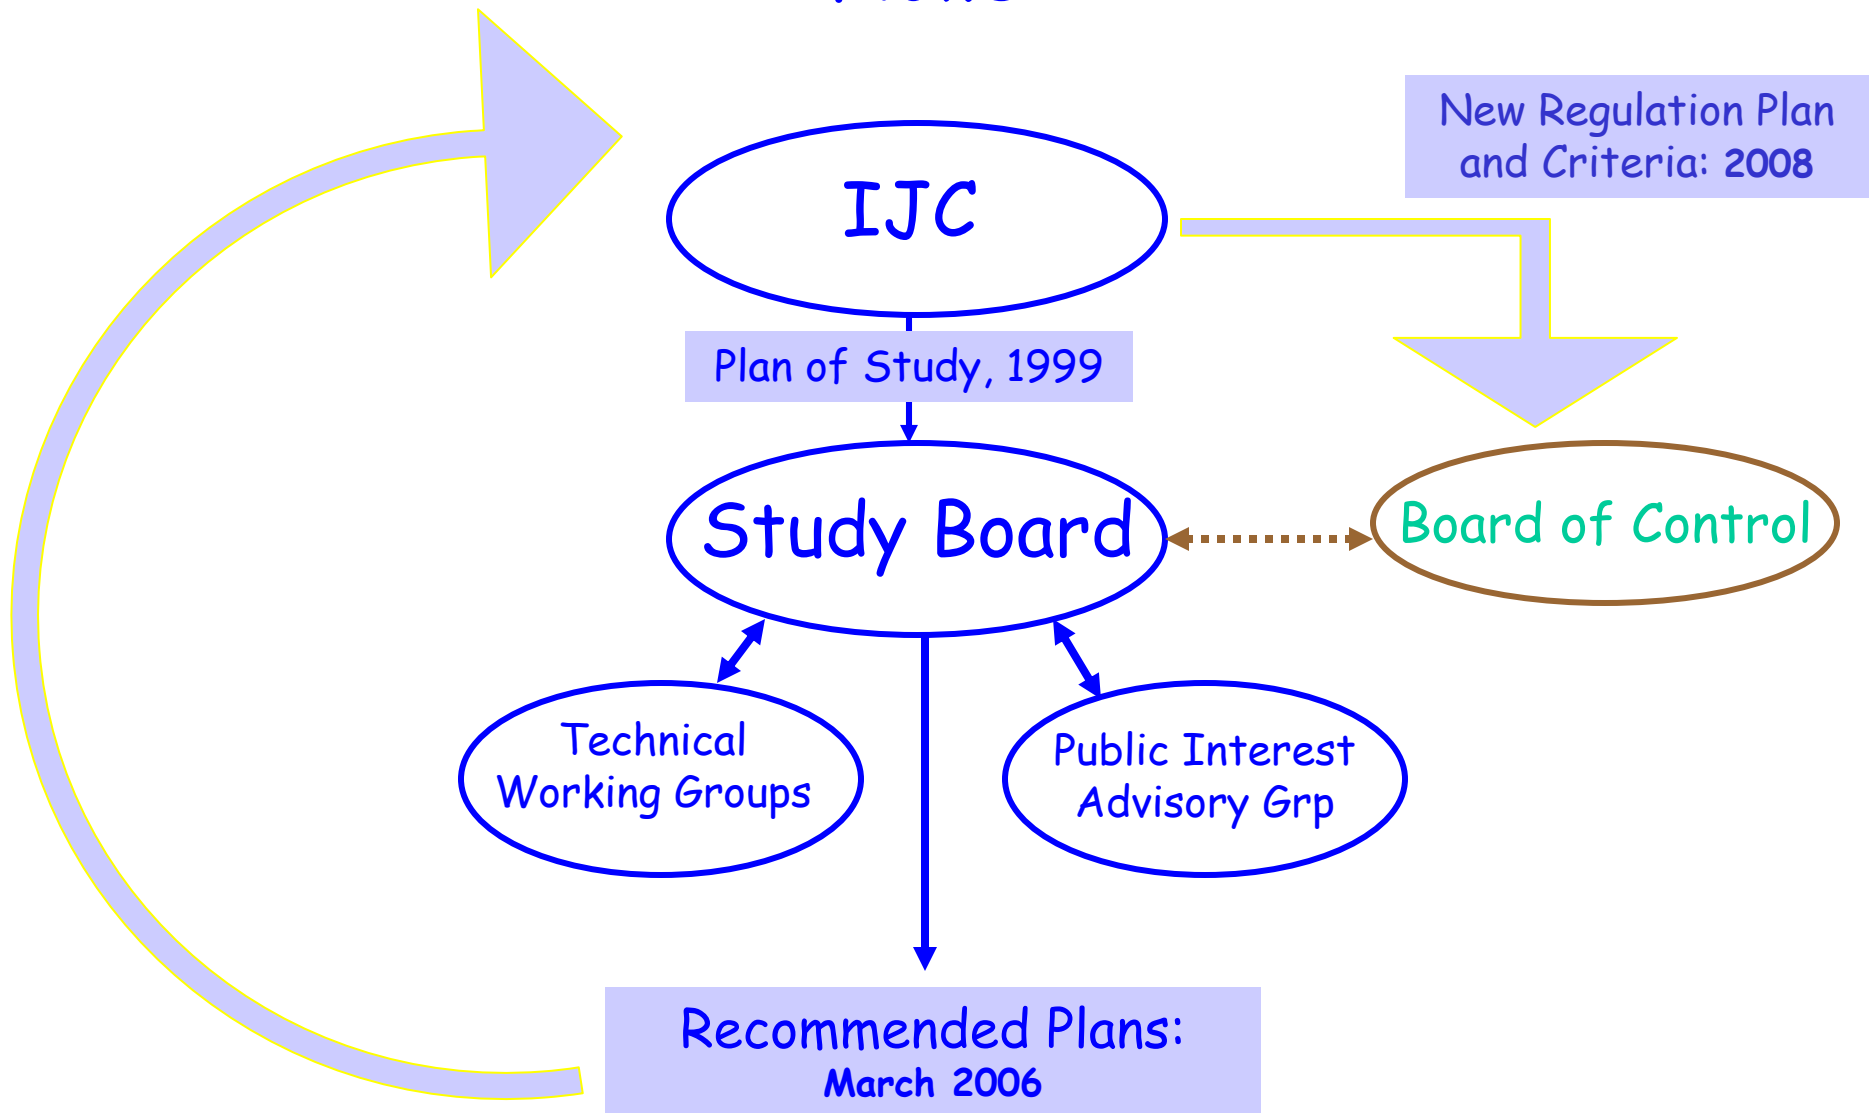 New Regulation Plan
and Criteria: 2008
IJC
Plan of Study, 1999
Study Board
Board of Control
Technical
Working Groups
Public Interest
Advisory Grp
Recommended Plans:
March 2006